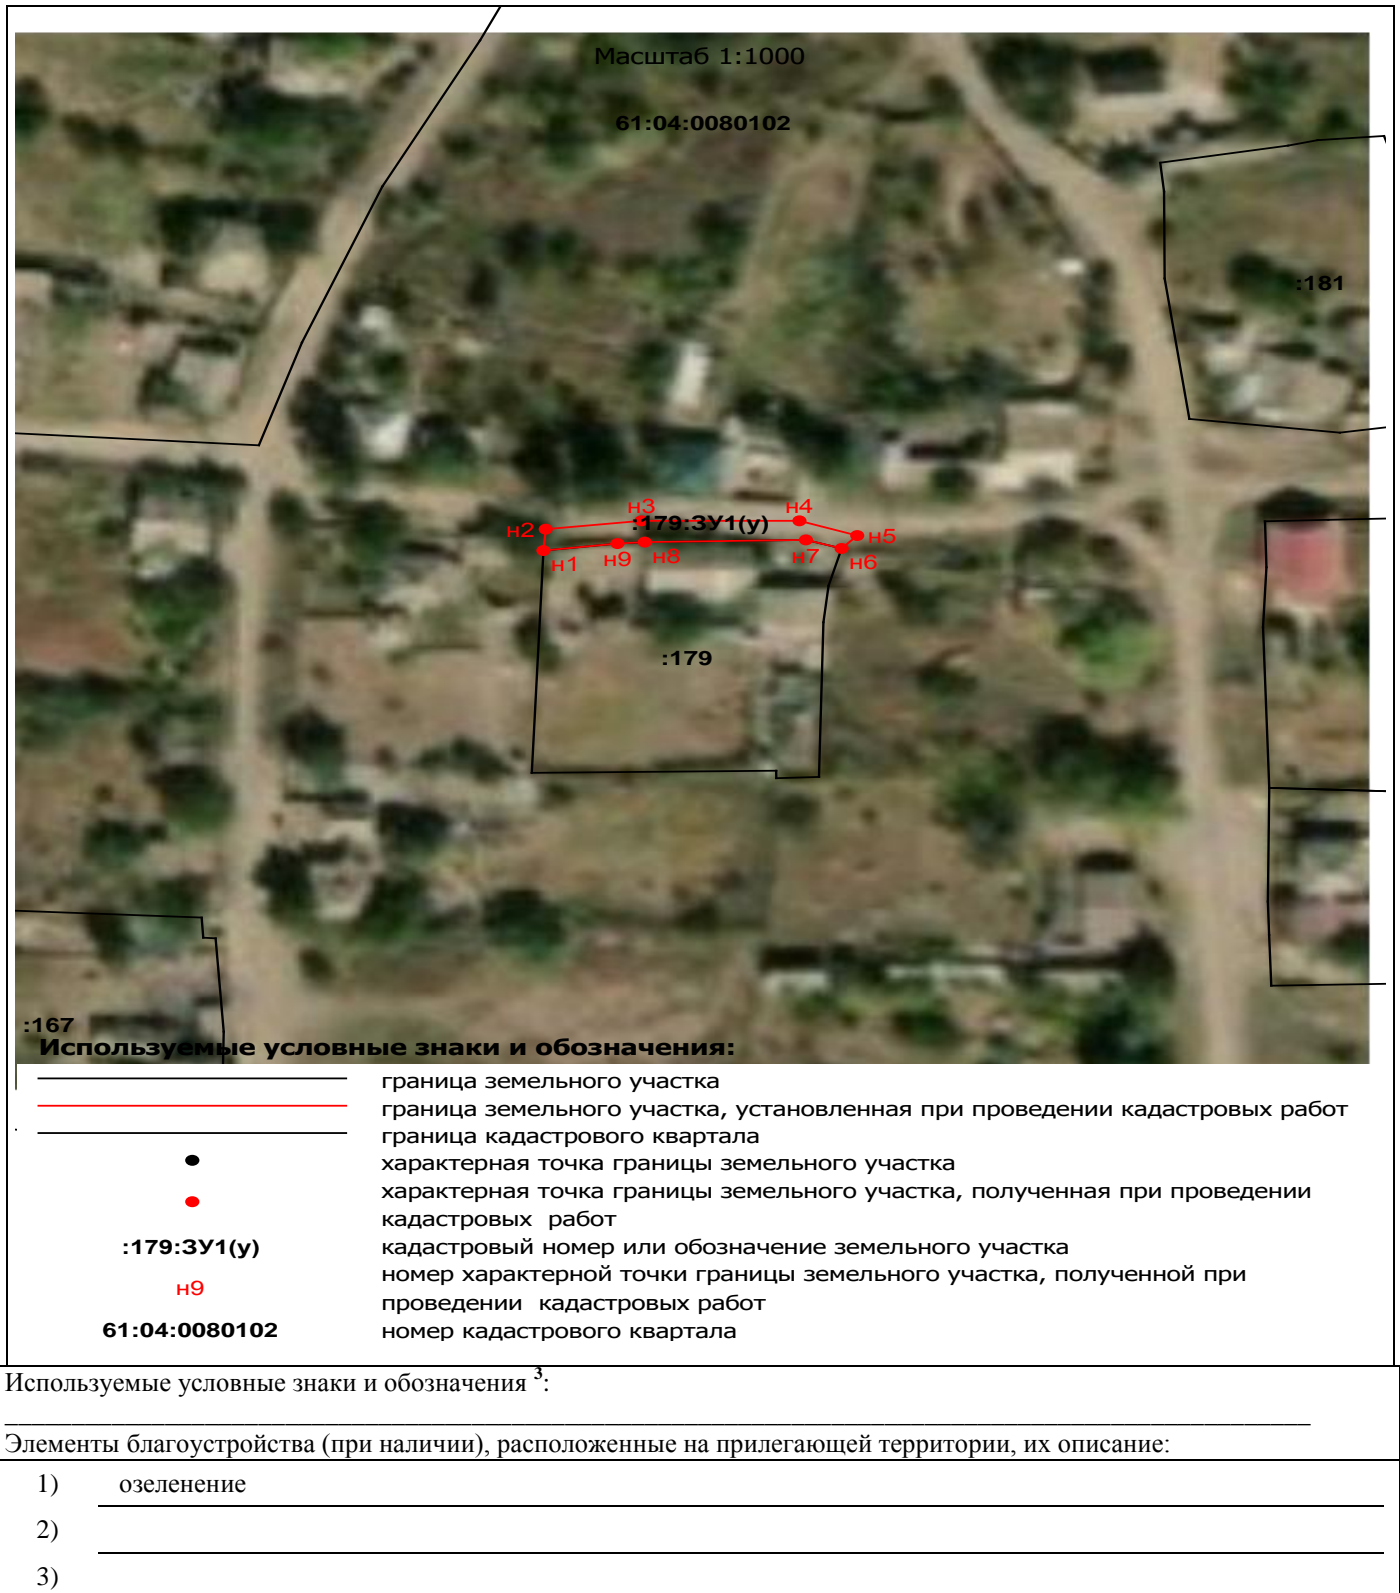 Масштаб 1:1000
61:04:0080102
:181
н3 н4
н2 :179:ЗУ1(у) н5
н1 н9 н8 н7 н6
:179
:167
Используемые условные знаки и обозначения:
граница земельного участка
граница земельного участка, установленная при проведении кадастровых работ
граница кадастрового квартала
характерная точка границы земельного участка
характерная точка границы земельного участка, полученная при проведении
кадастровых работ
:179:ЗУ1(у) кадастровый номер или обозначение земельного участка
н9 номер характерной точки границы земельного участка, полученной при
проведении кадастровых работ
61:04:0080102 номер кадастрового квартала
Используемые условные знаки и обозначения ³:
Элементы благоустройства (при наличии), расположенные на прилегающей территории, их описание:
1) озеленение
2)
3)